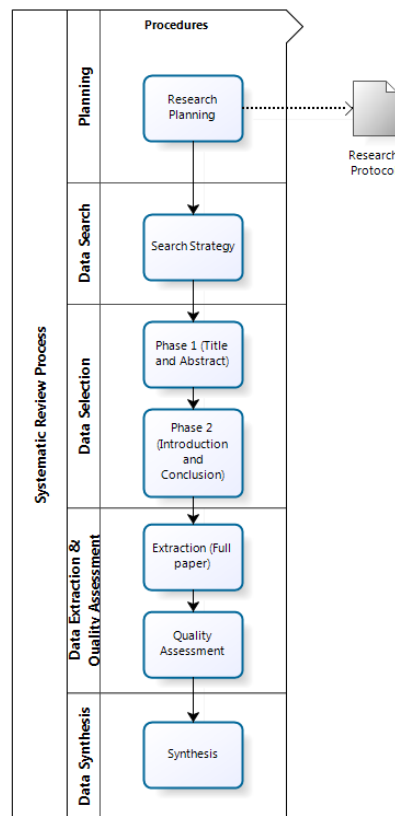 Procedures
Systematic Review Process
Planning
Research
Planning
Research
Protoco
Data Search
Search Strategy
Data Selection
Phase 1 (Title
and Abstract)
Phase 2
(Introduction
and
Conclusion)
Data Extraction &
Quality Assessment
Extraction (Full
paper)
Quality
Assessment
Data Synthesis
Synthesis